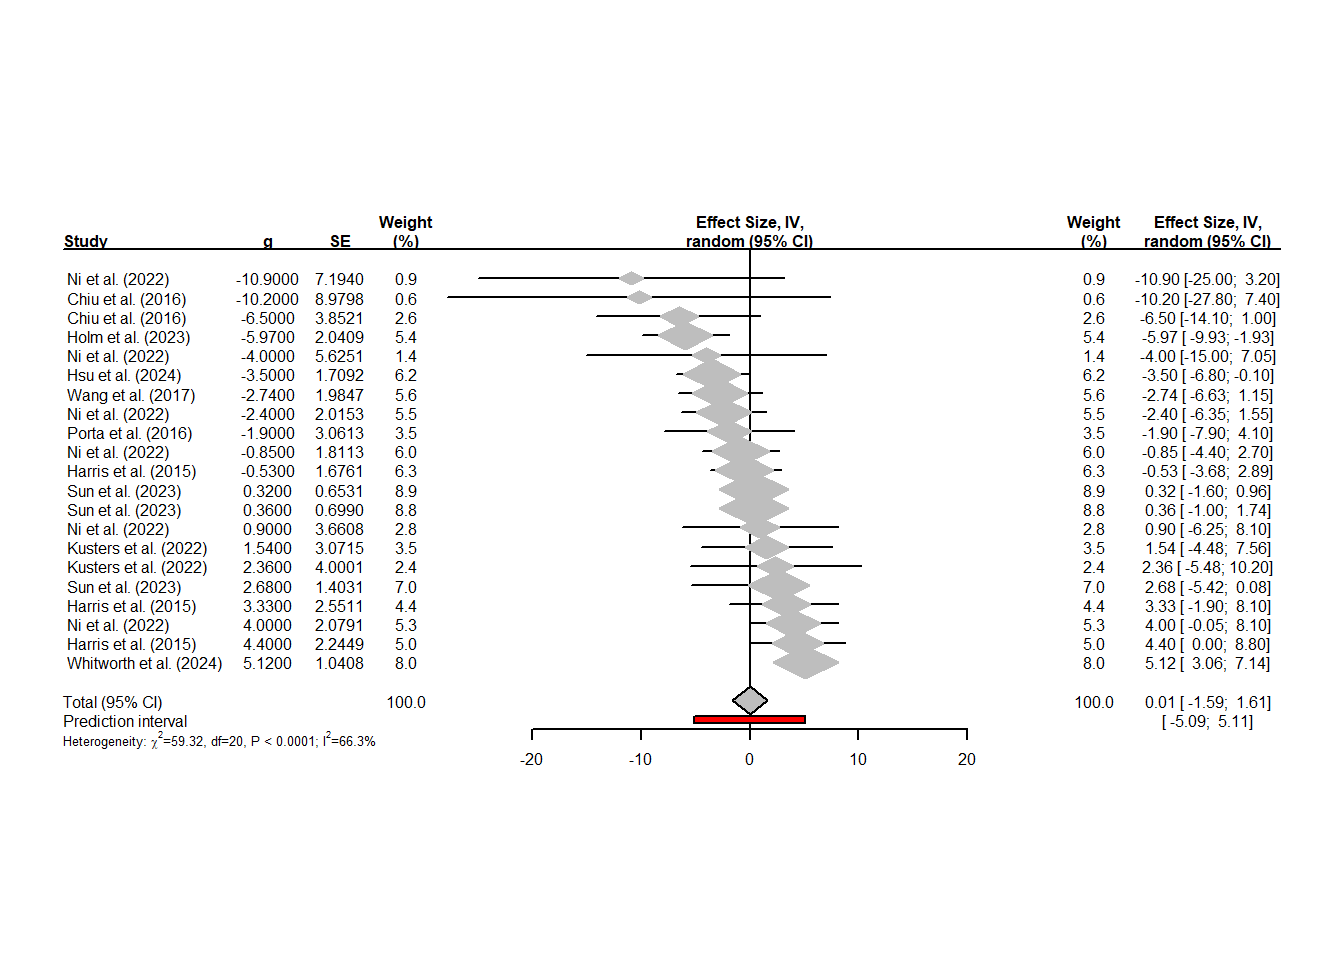 Weight Effect Size, IV, Weight Effect Size, IV,
Study g SE (%) random (95% CI) (%) random (95% CI)
Ni et al. (2022) -10.9000 7.1940 0.9 0.9 -10.90 [-25.00; 3.20]
Chiu et al. (2016) -10.2000 8.9798 0.6 0.6 -10.20 [-27.80; 7.40]
Chiu et al. (2016) -6.5000 3.8521 2.6 2.6 -6.50 [-14.10; 1.00]
Holm et al. (2023) -5.9700 2.0409 5.4 5.4 -5.97 [ -9.93; -1.93]
Ni et al. (2022) -4.0000 5.6251 1.4 1.4 -4.00 [-15.00; 7.05]
Hsu et al. (2024) -3.5000 1.7092 6.2 6.2 -3.50 [ -6.80; -0.10]
Wang et al. (2017) -2.7400 1.9847 5.6 5.6 -2.74 [ -6.63; 1.15]
Ni et al. (2022) -2.4000 2.0153 5.5 5.5 -2.40 [ -6.35; 1.55]
Porta et al. (2016) -1.9000 3.0613 3.5 3.5 -1.90 [ -7.90; 4.10]
Ni et al. (2022) -0.8500 1.8113 6.0 6.0 -0.85 [ -4.40; 2.70]
Harris et al. (2015) -0.5300 1.6761 6.3 6.3 -0.53 [ -3.68; 2.89]
Sun et al. (2023) 0.3200 0.6531 8.9 8.9 0.32 [ -1.60; 0.96]
Sun et al. (2023) 0.3600 0.6990 8.8 8.8 0.36 [ -1.00; 1.74]
Ni et al. (2022) 0.9000 3.6608 2.8 2.8 0.90 [ -6.25; 8.10]
Kusters et al. (2022) 1.5400 3.0715 3.5 3.5 1.54 [ -4.48; 7.56]
Kusters et al. (2022) 2.3600 4.0001 2.4 2.4 2.36 [ -5.48; 10.20]
Sun et al. (2023) 2.6800 1.4031 7.0 7.0 2.68 [ -5.42; 0.08]
Harris et al. (2015) 3.3300 2.5511 4.4 4.4 3.33 [ -1.90; 8.10]
Ni et al. (2022) 4.0000 2.0791 5.3 5.3 4.00 [ -0.05; 8.10]
Harris et al. (2015) 4.4000 2.2449 5.0 5.0 4.40 [ 0.00; 8.80]
Whitworth et al. (2024) 5.1200 1.0408 8.0 8.0 5.12 [ 3.06; 7.14]
Total (95% CI) 100.0 100.0 0.01 [ -1.59; 1.61]
Prediction interval [ -5.09; 5.11]
Heterogeneity: χ²=59.32, df=20, P < 0.0001; I²=66.3%
-20 -10 0 10 20